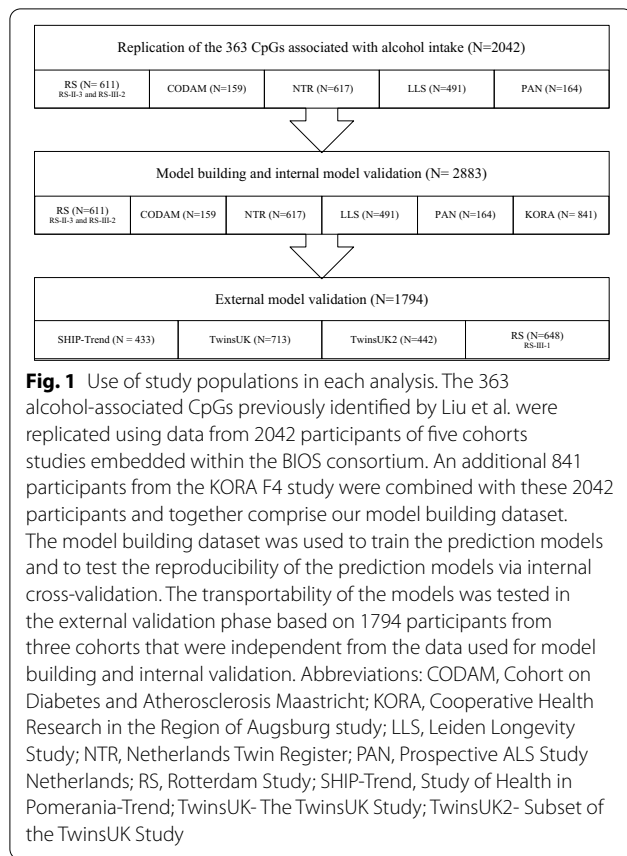 Replication of the 363 CpGs associated with alcohol intake (N=2042)
RS (N= 611)
RS-II-3 and RS-III-2
CODAM (N=159)
NTR (N=617)
LLS (N=491)
PAN (N=164)
Model building and internal model validation (N= 2883)
RS (N=611)
RS-II-3 and RS-III-2
CODAM (N=159
NTR (N=617)
LLS (N=491)
PAN (N=164)
KORA (N= 841)
External model validation (N=1794)
SHIP-Trend (N = 433)
TwinsUK (N=713)
TwinsUK2 (N=442)
RS (N=648)
RS-III-1
Fig. 1 Use of study populations in each analysis. The 363
alcohol-associated CpGs previously identified by Liu et al. were
replicated using data from 2042 participants of five cohorts
studies embedded within the BIOS consortium. An additional 841
participants from the KORA F4 study were combined with these 2042
participants and together comprise our model building dataset.
The model building dataset was used to train the prediction models
and to test the reproducibility of the prediction models via internal
cross-validation. The transportability of the models was tested in
the external validation phase based on 1794 participants from
three cohorts that were independent from the data used for model
building and internal validation. Abbreviations: CODAM, Cohort on
Diabetes and Atherosclerosis Maastricht; KORA, Cooperative Health
Research in the Region of Augsburg study; LLS, Leiden Longevity
Study; NTR, Netherlands Twin Register; PAN, Prospective ALS Study
Netherlands; RS, Rotterdam Study; SHIP-Trend, Study of Health in
Pomerania-Trend; TwinsUK- The TwinsUK Study; TwinsUK2- Subset of
the TwinsUK Study